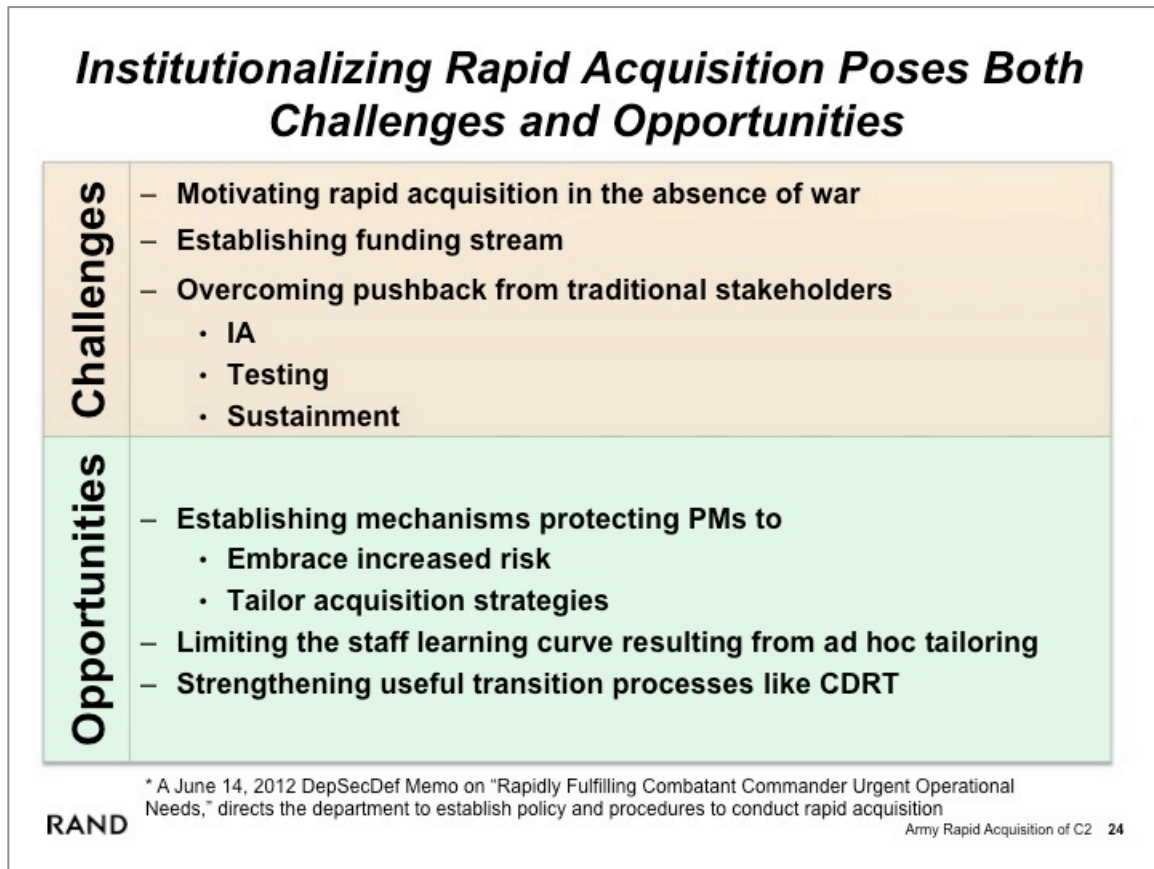 Institutionalizing Rapid Acquisition Poses Both
Challenges and Opportunities
Challenges
– Motivating rapid acquisition in the absence of war
– Establishing funding stream
– Overcoming pushback from traditional stakeholders
• IA
• Testing
• Sustainment
Opportunities
– Establishing mechanisms protecting PMs to
• Embrace increased risk
• Tailor acquisition strategies
– Limiting the staff learning curve resulting from ad hoc tailoring
– Strengthening useful transition processes like CDRT
* A June 14, 2012 DepSecDef Memo on "Rapidly Fulfilling Combatant Commander Urgent Operational
Needs," directs the department to establish policy and procedures to conduct rapid acquisition
RAND
Army Rapid Acquisition of C2 24